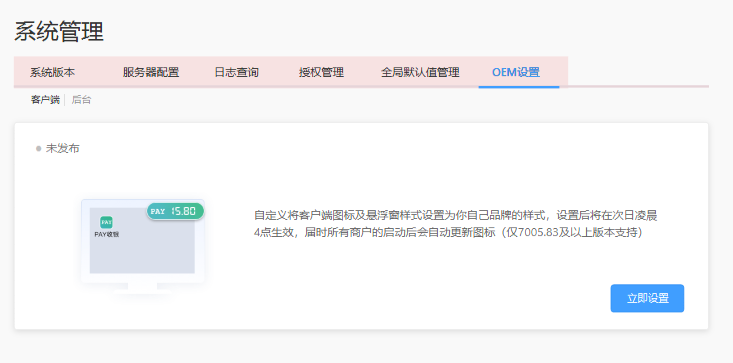 系统管理
系统版本 服务器配置 日志查询 授权管理 全局默认值管理 OEM设置
客户端 后台
未发布
PAY 15.80
PAY
PAY收银
自定义将客户端图标及悬浮窗样式设置为你自己品牌的样式，设置后将在次日凌晨
4点生效，届时所有商户的启动后会自动更新图标（仅7005.83及以上版本支持）
立即设置